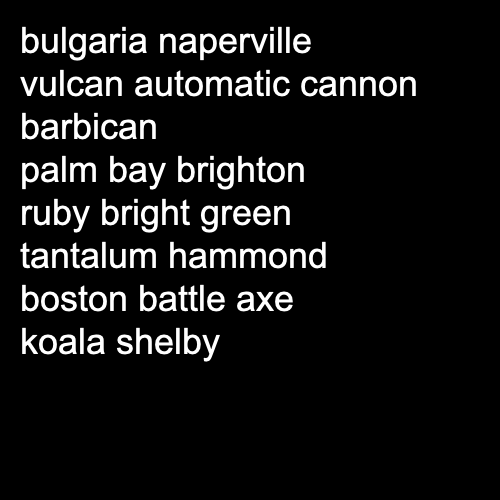 bulgaria naperville
vulcan automatic cannon
barbican
palm bay brighton
ruby bright green
tantalum hammond
boston battle axe
koala shelby